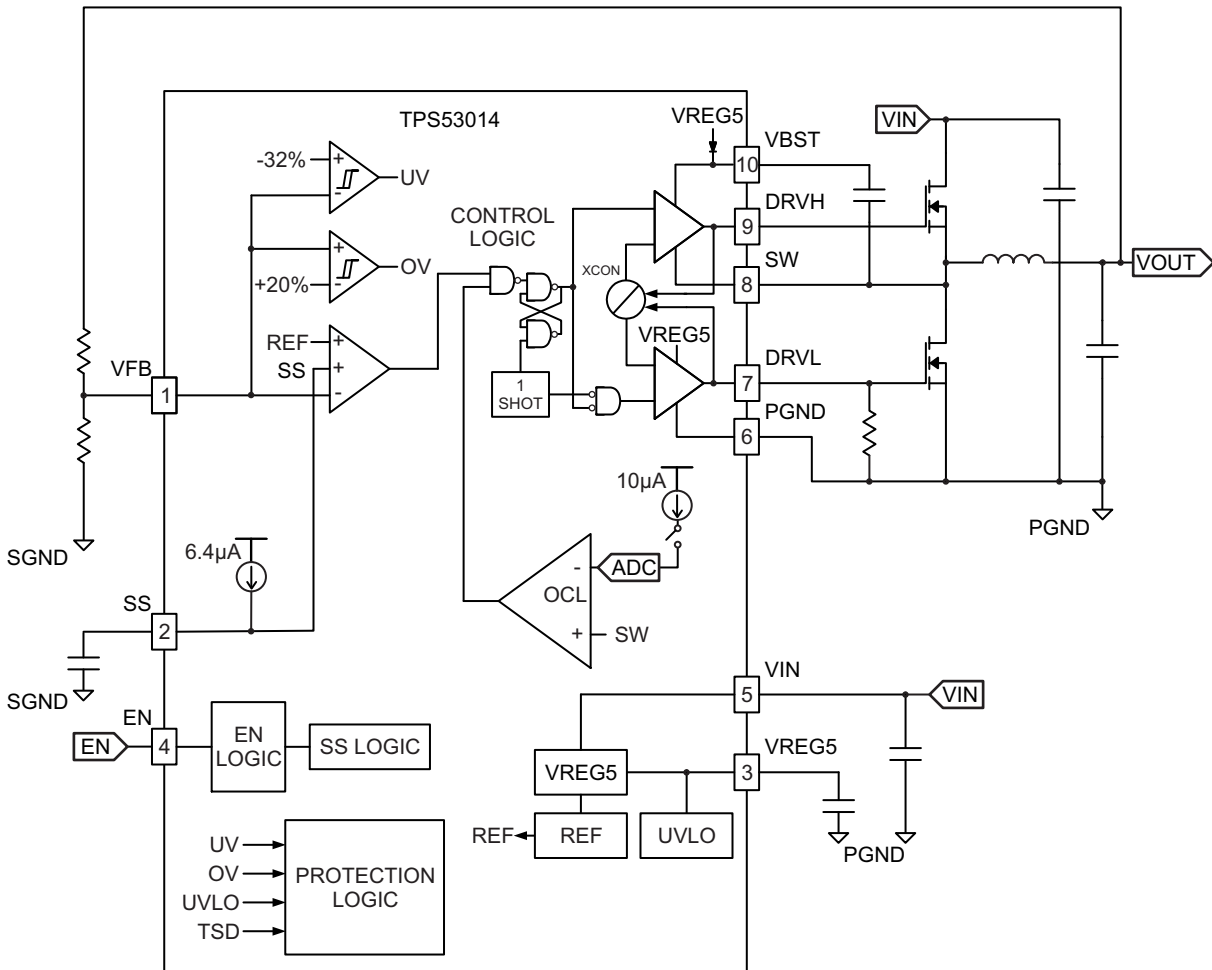 TPS53014
VREG5
VIN
VBST
10
-32%
+
-
UV
DRVH
CONTROL
LOGIC
9
+
OV
SW
XCON
+20%
-
8
VOUT
REF
+
VREG5
VFB
SS
+
DRVL
1
-
1
SHOT
7
PGND
6
10µA
PGND
SGND
6.4µA
-
ADC
OCL
SS
2
+
SW
VIN
SGND
5
VIN
EN
EN
4
EN
LOGIC
SS LOGIC
VREG5
VREG5
3
REF
REF
UVLO
PGND
UV
OV
UVLO
TSD
PROTECTION
LOGIC